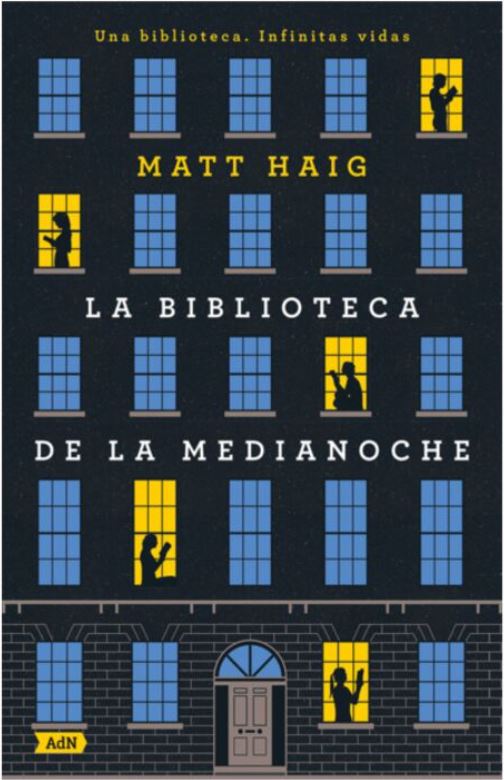 Una biblioteca. Infinitas vidas
MATT HAIG
LA BIBLIOTECA
DE LA MEDIANOCHE
AdN